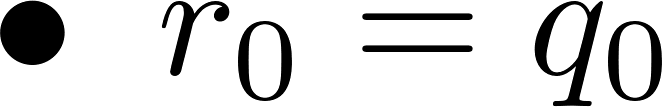 • r₀ = q₀